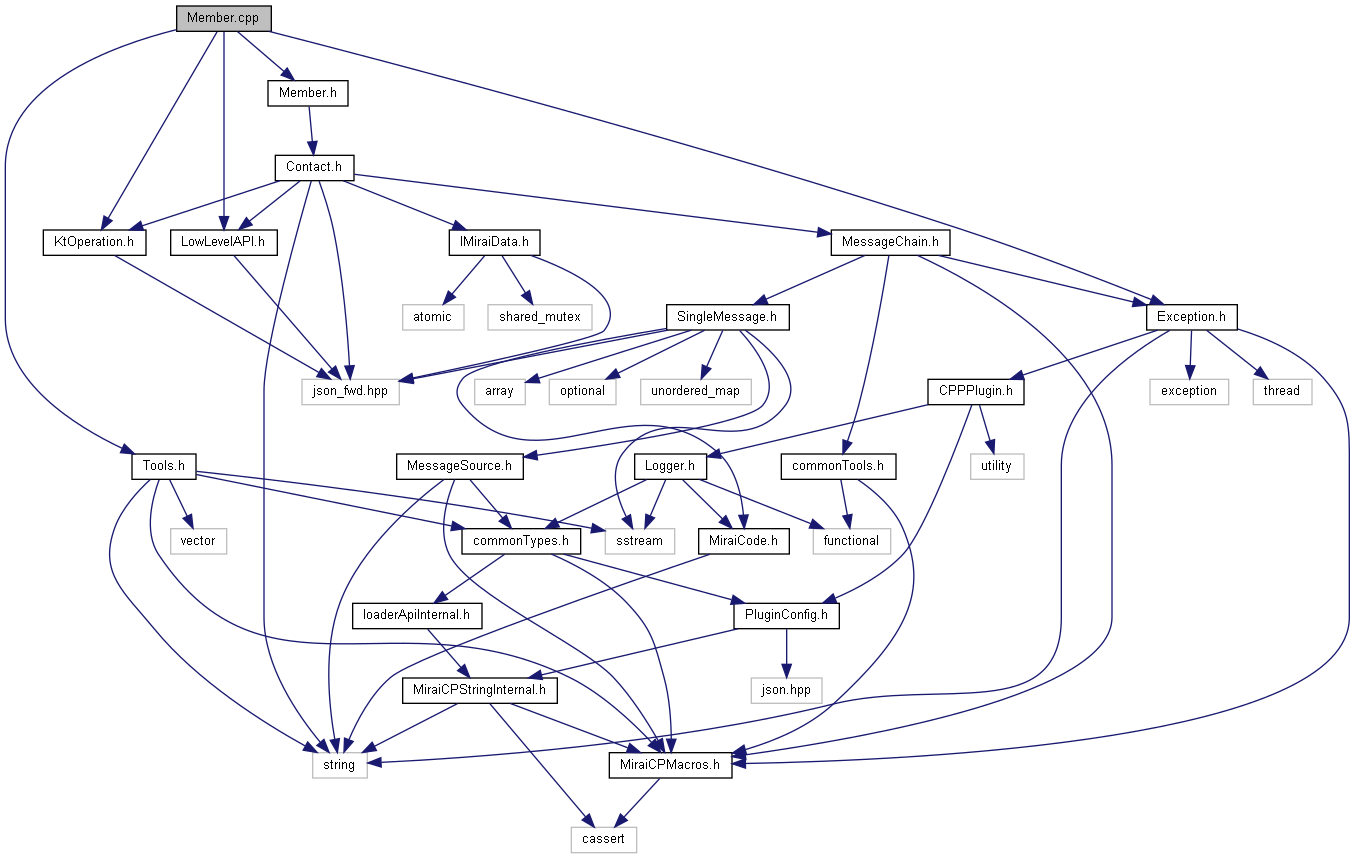 Member.cpp
Member.h
Contact.h
KtOperation.h
LowLevelAPI.h
IMiraiData.h
MessageChain.h
atomic
shared_mutex
SingleMessage.h
Exception.h
json_fwd.hpp
array
optional
unordered_map
CPPPlugin.h
exception
thread
Tools.h
MessageSource.h
Logger.h
commonTools.h
utility
vector
commonTypes.h
sstream
MiraiCode.h
functional
loaderApiInternal.h
PluginConfig.h
MiraiCPStringInternal.h
json.hpp
string
MiraiCPMacros.h
cassert